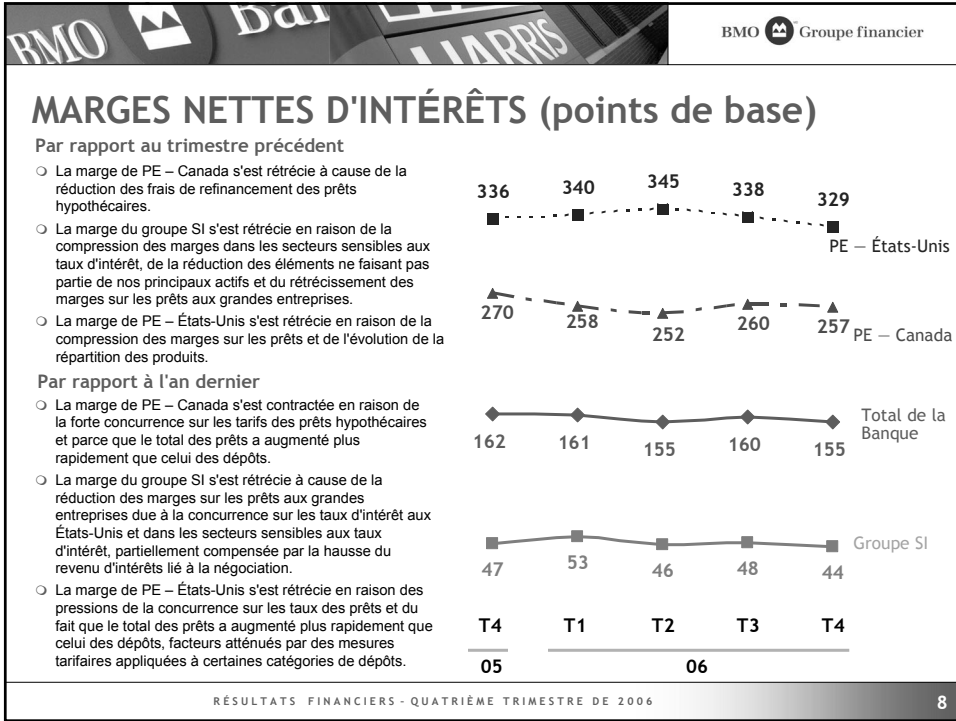 BMO
Bar
HARRIS
BMO Groupe financier
MARGES NETTES D'INTÉRÊTS (points de base)
Par rapport au trimestre précédent
❍ La marge de PE – Canada s'est rétrécie à cause de la
réduction des frais de refinancement des prêts
hypothécaires.
❍ La marge du groupe SI s'est rétrécie en raison de la
compression des marges dans les secteurs sensibles aux
taux d'intérêt, de la réduction des éléments ne faisant pas
partie de nos principaux actifs et du rétrécissement des
marges sur les prêts aux grandes entreprises.
❍ La marge de PE – États-Unis s'est rétrécie en raison de la
compression des marges sur les prêts et de l'évolution de la
répartition des produits.
Par rapport à l'an dernier
❍ La marge de PE – Canada s'est contractée en raison de
la forte concurrence sur les tarifs des prêts hypothécaires
et parce que le total des prêts a augmenté plus
rapidement que celui des dépôts.
❍ La marge du groupe SI s'est rétrécie à cause de la
réduction des marges sur les prêts aux grandes
entreprises due à la concurrence sur les taux d'intérêt aux
États-Unis et dans les secteurs sensibles aux taux
d'intérêt, partiellement compensée par la hausse du
revenu d'intérêts lié à la négociation.
❍ La marge de PE – États-Unis s'est rétrécie en raison des
pressions de la concurrence sur les taux des prêts et du
fait que le total des prêts a augmenté plus rapidement que
celui des dépôts, facteurs atténués par des mesures
tarifaires appliquées à certaines catégories de dépôts.
336 340 345 338 329
PE – États-Unis
270 258 252 260 257 PE – Canada
Total de la
Banque
162 161 155 160 155
Groupe SI
47 53 46 48 44
T4 T1 T2 T3 T4
05 06
RÉSULTATS FINANCIERS - QUATRIÈME TRIMESTRE DE 2006
8